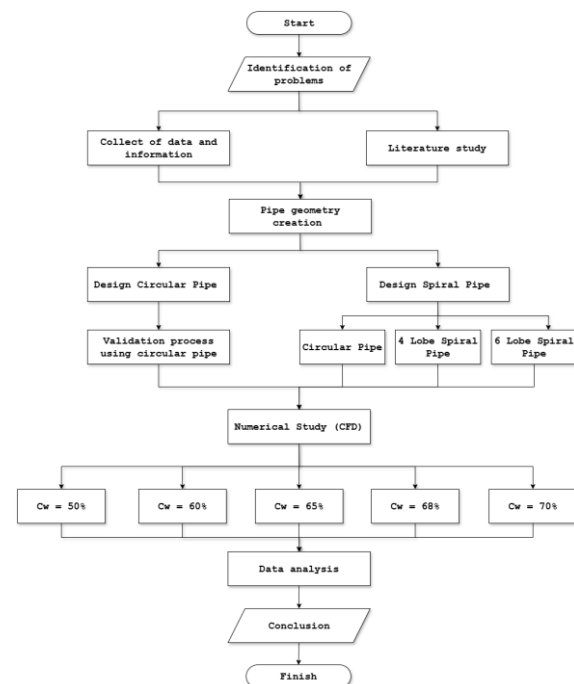 Start
Identification of
problems
Collect of data and
information
Literature study
Pipe geometry
creation
Design Circular Pipe
Design Spiral Pipe
Validation process
using circular pipe
Circular Pipe
4 Lobe Spiral
Pipe
6 Lobe Spiral
Pipe
Numerical Study (CFD)
Cw = 50%
Cw = 60%
Cw = 65%
Cw = 68%
Cw = 70%
Data analysis
Conclusion
Finish